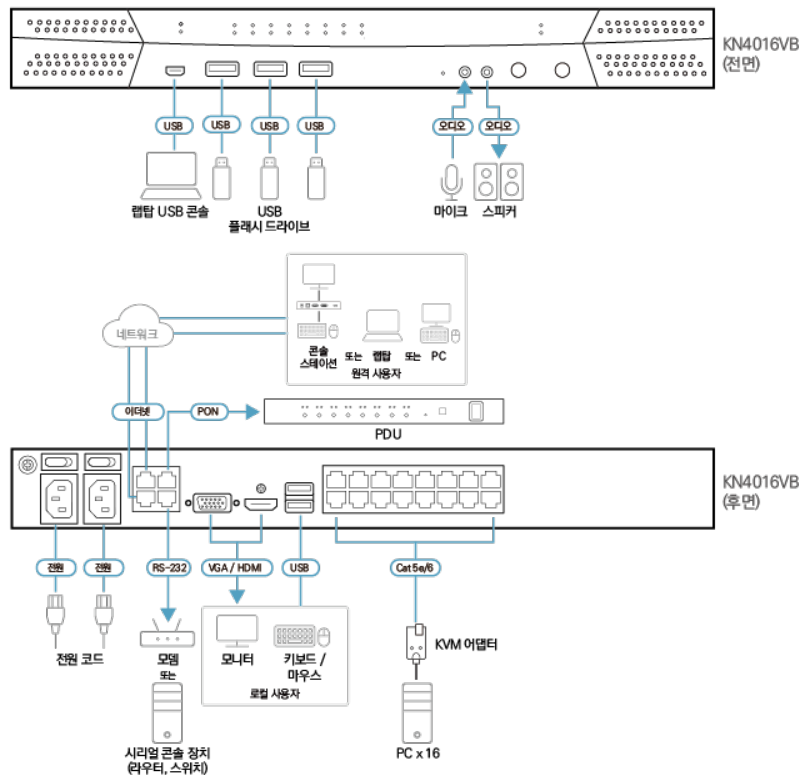 KN4016VB
(전면)
USB
USB
USB
USB
오디오
오디오
랩탑 USB 콘솔
USB
플래시 드라이브
마이크
스피커
네트워크
콘솔
스테이션
또는
랩탑
또는
PC
원격 사용자
이더넷
PON
PDU
KN4016VB
(후면)
전원
전원
RS-232
VGA / HDMI
USB
Cat 5e/6
전원 코드
모뎀
또는
시리얼 콘솔 장치
(라우터, 스위치)
모니터
키보드 /
마우스
로컬 사용자
KVM 어댑터
PC x 16